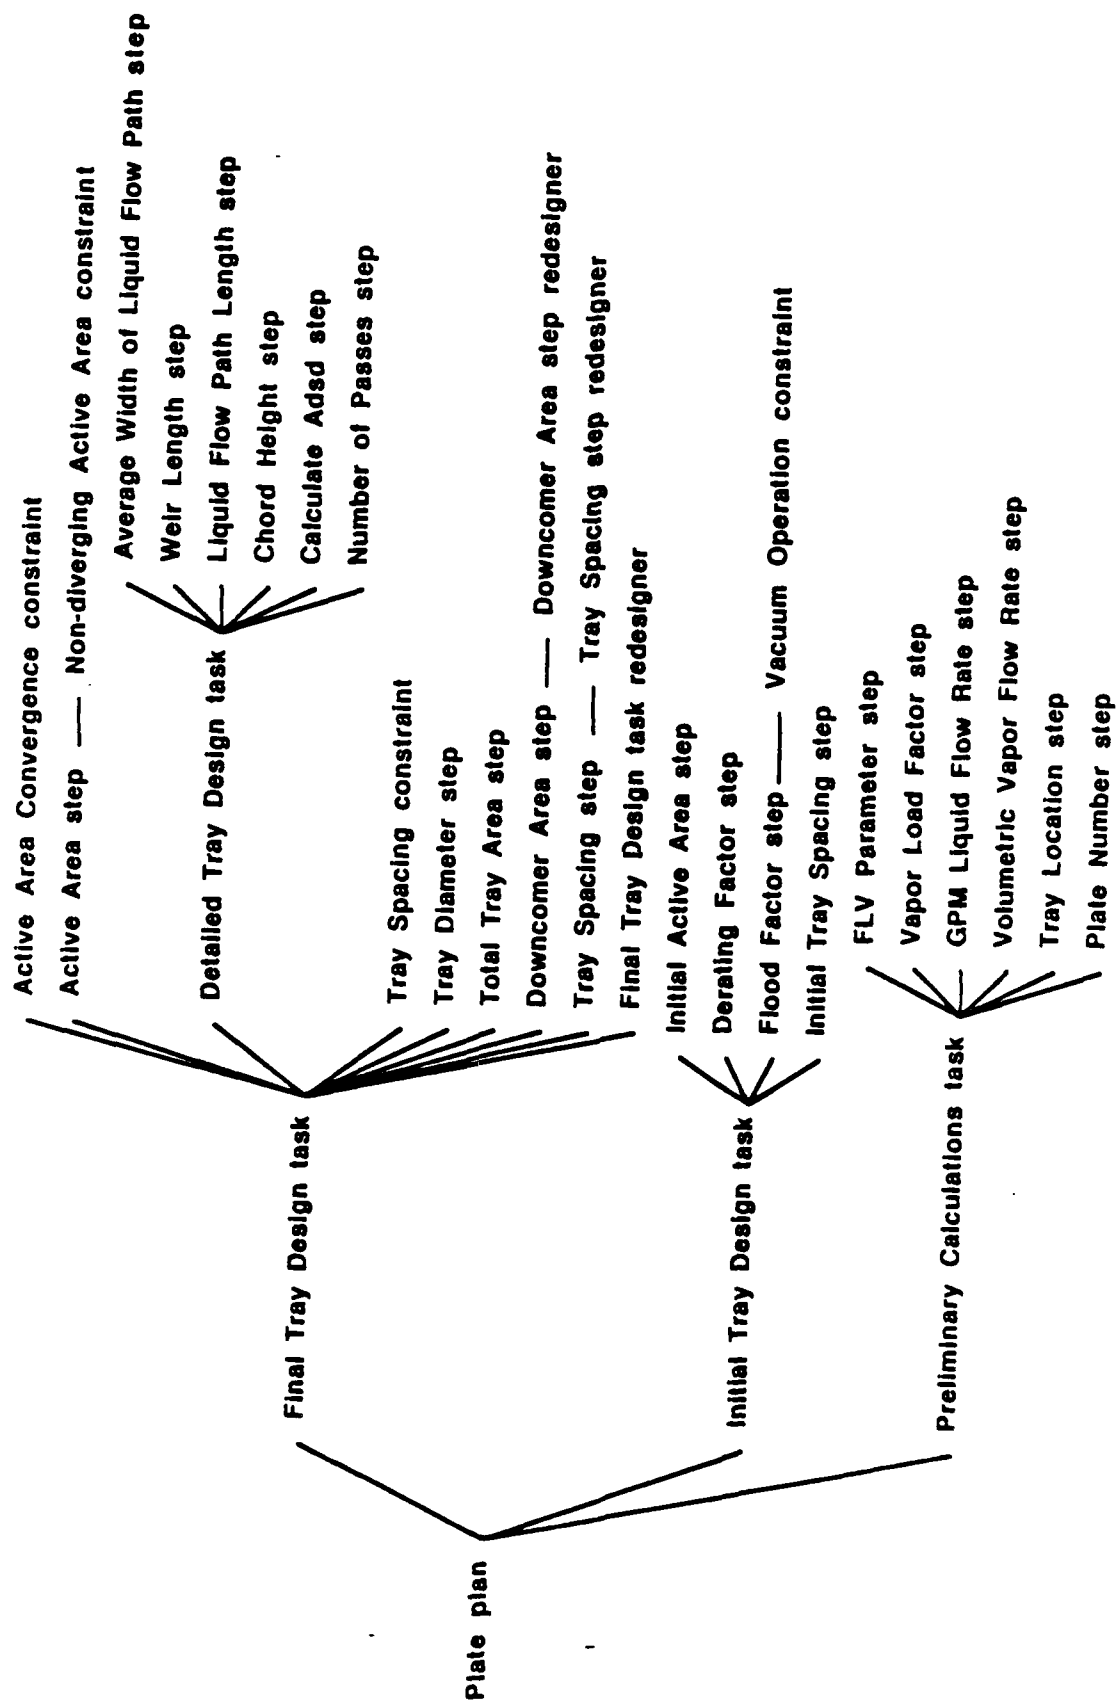 Plate plan
Final Tray Design task
Active Area Convergence constraint
Active Area step
Non-diverging Active Area constraint
Detailed Tray Design task
Average Width of Liquid Flow Path step
Weir Length step
Liquid Flow Path Length step
Chord Height step
Calculate Adsd step
Number of Passes step
Tray Spacing constraint
Tray Diameter step
Total Tray Area step
Downcomer Area step
Downcomer Area step redesigner
Tray Spacing step
Tray Spacing step redesigner
Final Tray Design task redesigner
Initial Tray Design task
Initial Active Area step
Derating Factor step
Flood Factor step
Vacuum Operation constraint
Initial Tray Spacing step
Preliminary Calculations task
FLV Parameter step
Vapor Load Factor step
GPM Liquid Flow Rate step
Volumetric Vapor Flow Rate step
Tray Location step
Plate Number step